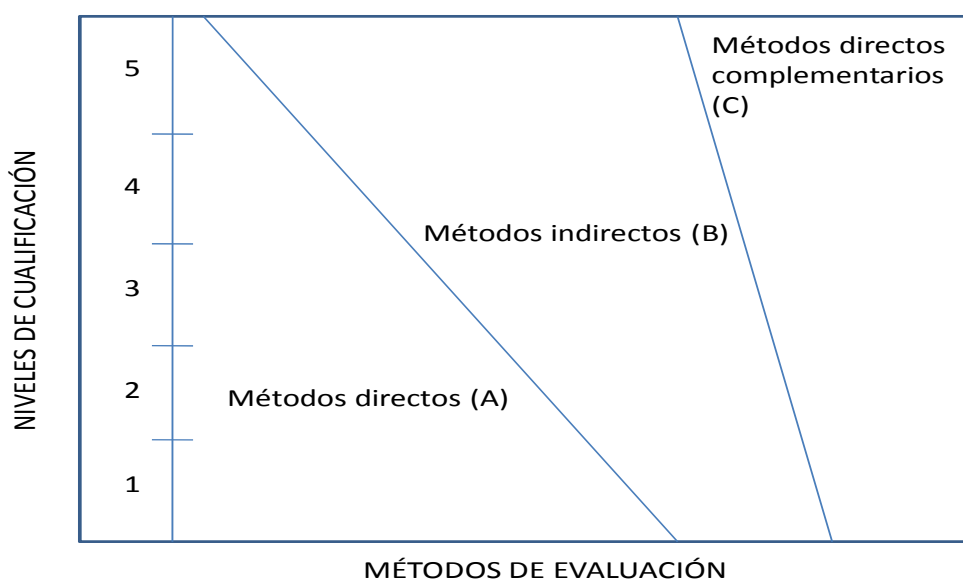 NIVELES DE CUALIFICACIÓN
5
4
3
2
1
Métodos directos
complementarios
(C)
Métodos indirectos (B)
Métodos directos (A)
MÉTODOS DE EVALUACIÓN